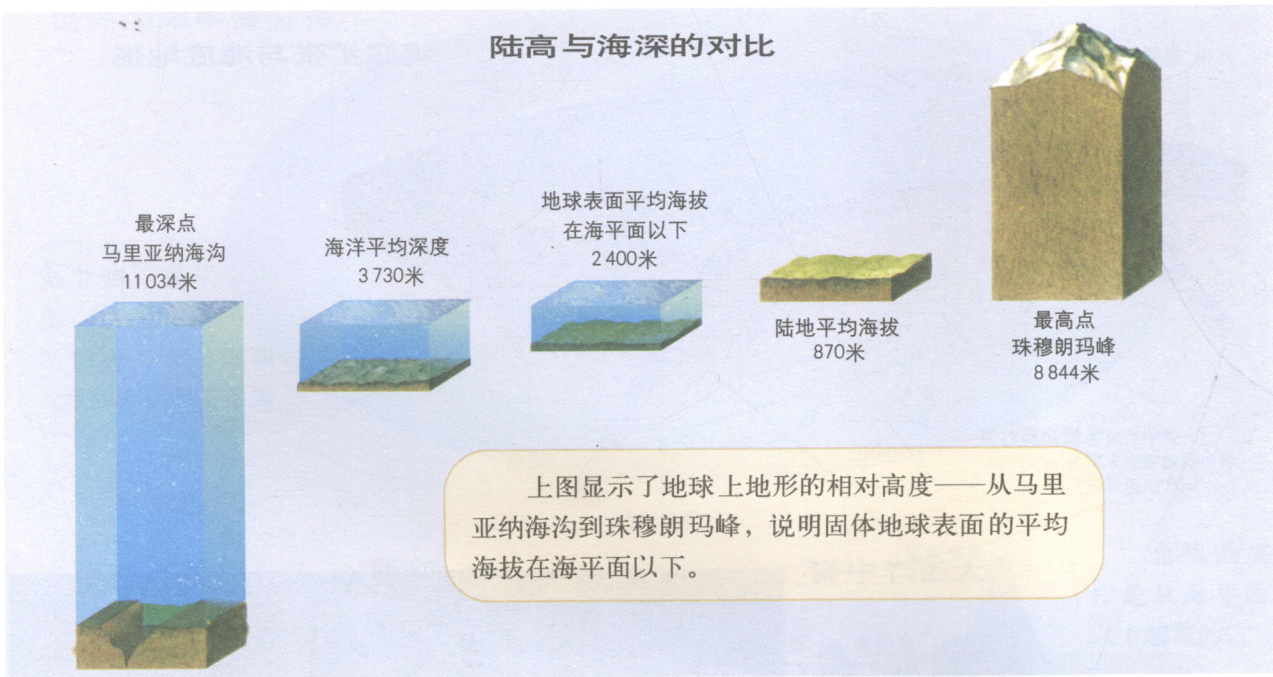 陆高与海深的对比
最深点
马里亚纳海沟
11034米
海洋平均深度
3730米
地球表面平均海拔
在海平面以下
2400米
陆地平均海拔
870米
最高点
珠穆朗玛峰
8844米
上图显示了地球上地形的相对高度——从马里
亚纳海沟到珠穆朗玛峰，说明固体地球表面的平均
海拔在海平面以下。